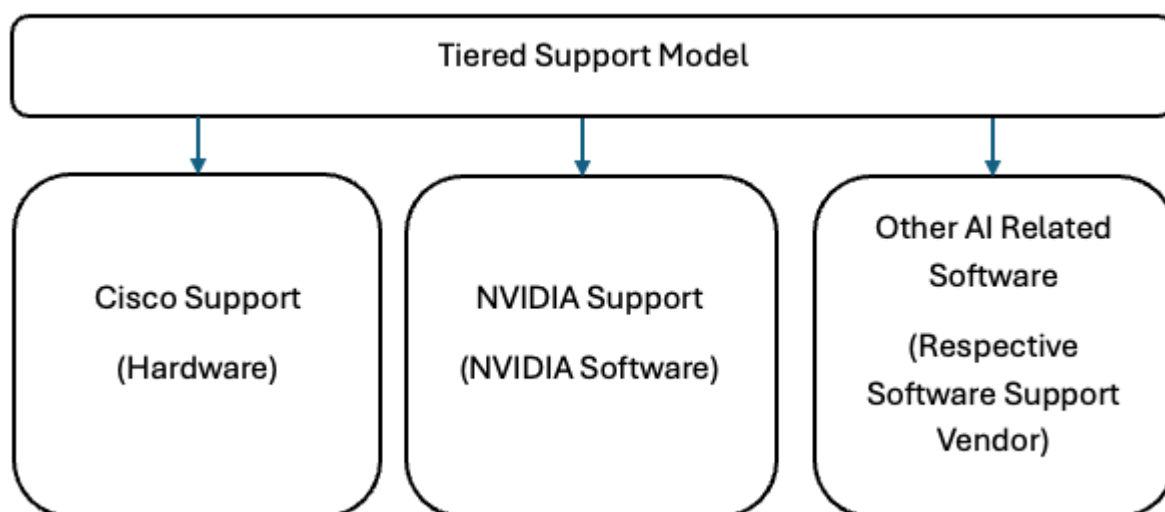 Tiered Support Model
Cisco Support
(Hardware)
NVIDIA Support
(NVIDIA Software)
Other AI Related
Software
(Respective
Software Support
Vendor)